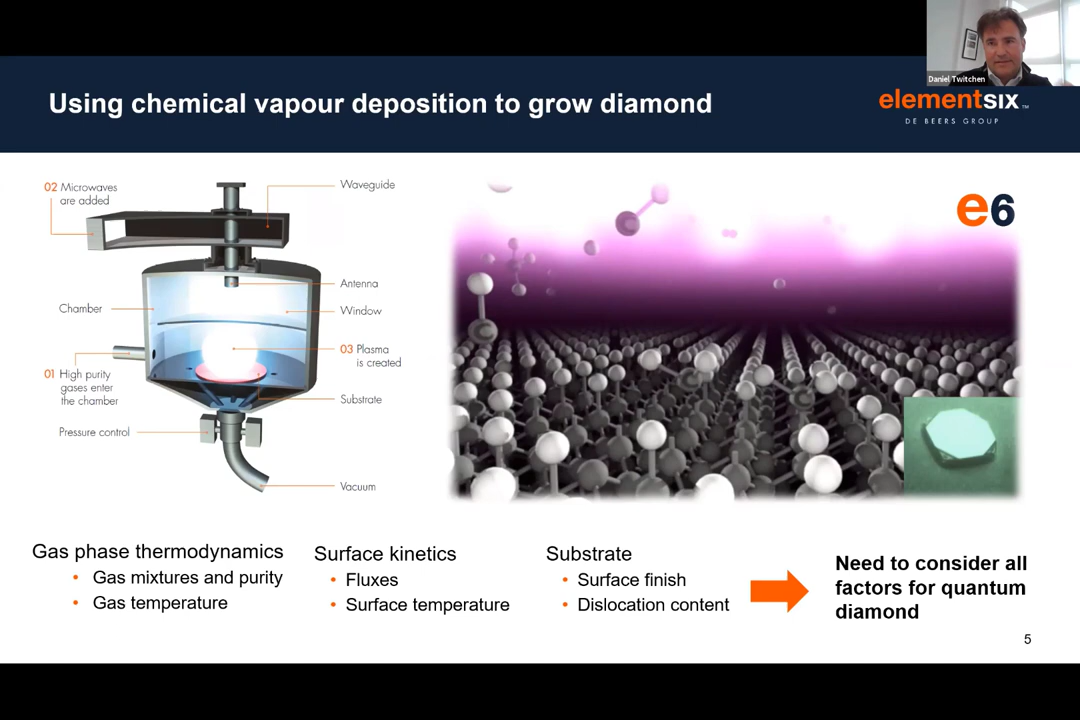 Daniel Twitchen
Using chemical vapour deposition to grow diamond
elementsix™
DE BEERS GROUP
02 Microwaves
are added
Waveguide
Antenna
Chamber
Window
03 Plasma
is created
01 High purity
gases enter
the chamber
Substrate
Pressure control
Vacuum
e6
Gas phase thermodynamics
• Gas mixtures and purity
• Gas temperature
Surface kinetics
• Fluxes
• Surface temperature
Substrate
• Surface finish
• Dislocation content
Need to consider all
factors for quantum
diamond
5